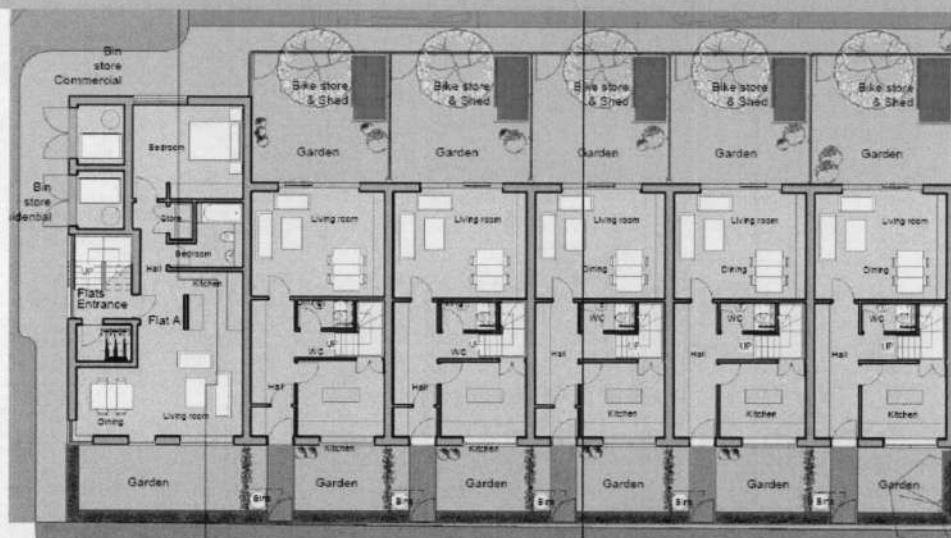 Bin
store
Commercial
Bike store
& Shed
Bike store
& Shed
Bike store
& Shed
Bike store
& Shed
Bike store
& Shed
Bedroom
Garden
Garden
Garden
Garden
Garden
Bin
store
idential
Store
Living room
Living room
Living room
Living room
Living room
Bedroom
Hall
UP
Kitchen
Dining
Dining
Dining
Flats
Entrance
Flat A
WC
WC
WC
WC
WC
UP
UP
UP
UP
UP
Hall
Hall
Hall
Hall
Hall
Dining
Living room
Kitchen
Kitchen
Kitchen
Kitchen
Kitchen
Garden
Garden
Garden
Garden
Garden
Garden
Bins
Bins
Bins
Bins
Bins